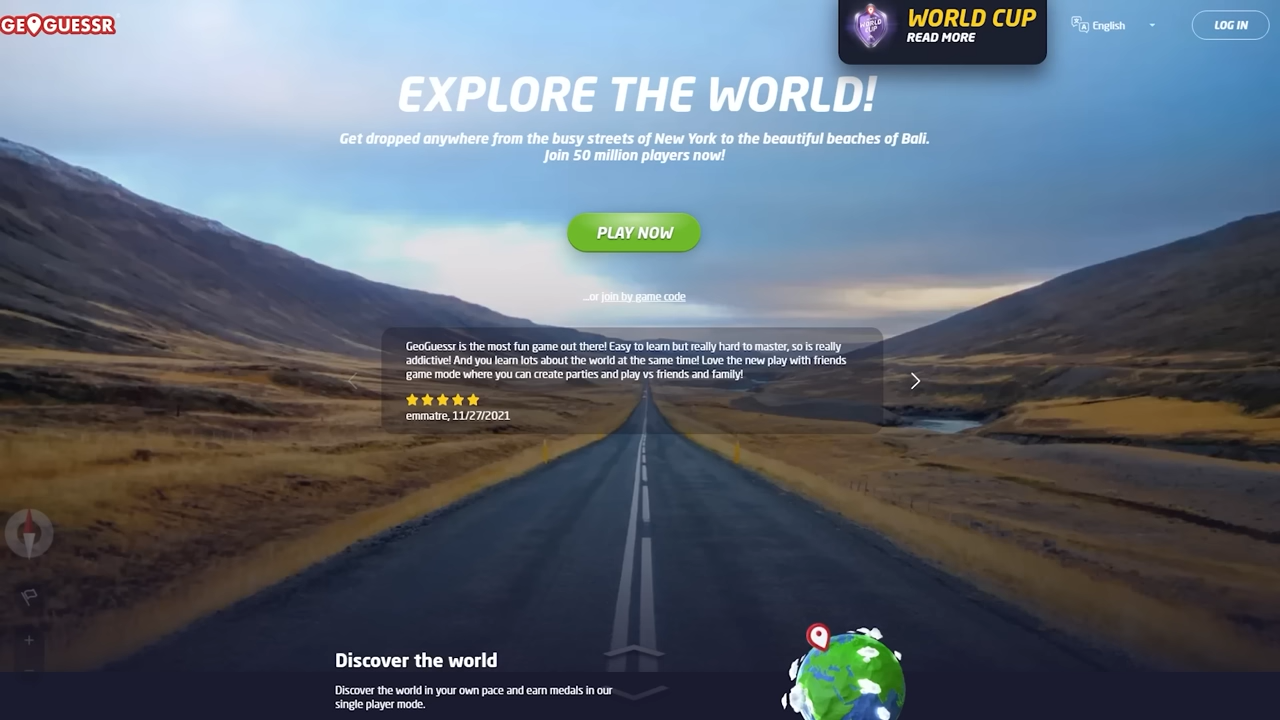 GEOGUESSR
WORLD CUP
WORLD CUP
READ MORE
English
LOG IN
EXPLORE THE WORLD!
Get dropped anywhere from the busy streets of New York to the beautiful beaches of Bali.
Join 50 million players now!
PLAY NOW
...or join by game code
GeoGuessr is the most fun game out there! Easy to learn but really hard to master, so is really
addictive! And you learn lots about the world at the same time! Love the new play with friends
game mode where you can create parties and play vs friends and family!
emmatre, 11/27/2021
Discover the world
Discover the world in your own pace and earn medals in our
single player mode.